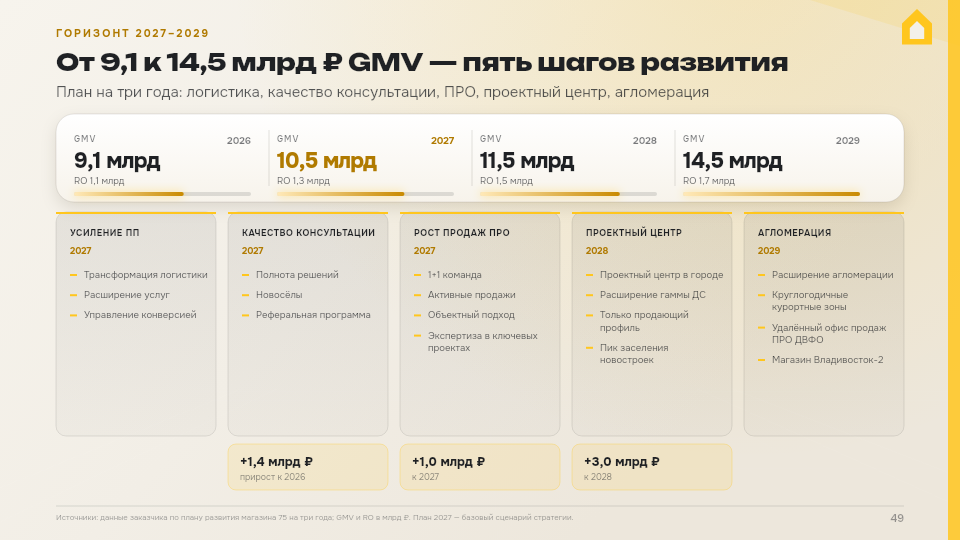 ГОРИЗОНТ 2027–2029
От 9,1 к 14,5 млрд ₽ GMV — пять шагов развития
План на три года: логистика, качество консультации, ПРО, проектный центр, агломерация
GMV
2026
9,1 млрд
RO 1,1 млрд
GMV
2027
10,5 млрд
RO 1,3 млрд
GMV
2028
11,5 млрд
RO 1,5 млрд
GMV
2029
14,5 млрд
RO 1,7 млрд
УСИЛЕНИЕ ПП
2027
Трансформация логистики
Расширение услуг
Управление конверсией
КАЧЕСТВО КОНСУЛЬТАЦИИ
2027
Полнота решений
Новосёлы
Реферальная программа
РОСТ ПРОДАЖ ПРО
2027
1+1 команда
Активные продажи
Объектный подход
Экспертиза в ключевых
проектах
ПРОЕКТНЫЙ ЦЕНТР
2028
Проектный центр в городе
Расширение гаммы ДС
Только продающий
профиль
Пик заселения
новостроек
АГЛОМЕРАЦИЯ
2029
Расширение агломерации
Круглогодичные
курортные зоны
Удалённый офис продаж
ПРО ДВФО
Магазин Владивосток-2
+1,4 млрд ₽
прирост к 2026
+1,0 млрд ₽
к 2027
+3,0 млрд ₽
к 2028
Источники: данные заказчика по плану развития магазина 75 на три года; GMV и RO в млрд ₽. План 2027 — базовый сценарий стратегии.
49